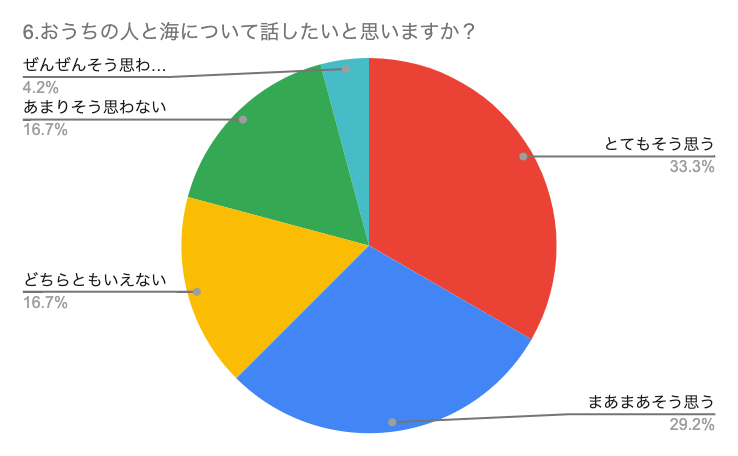 6.おうちの人と海について話したいと思いますか？
ぜんぜんそう思わ…
4.2%
あまりそう思わない
16.7%
どちらともいえない
16.7%
とてもそう思う
33.3%
まあまあそう思う
29.2%